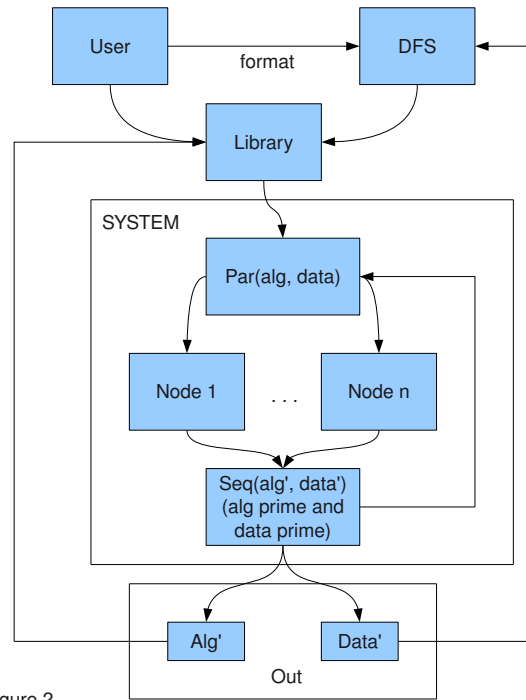 User
DFS
format
Library
SYSTEM
Par(alg, data)
Node 1
. . .
Node n
Seq(alg', data')
(alg prime and
data prime)
Alg'
Data'
Out